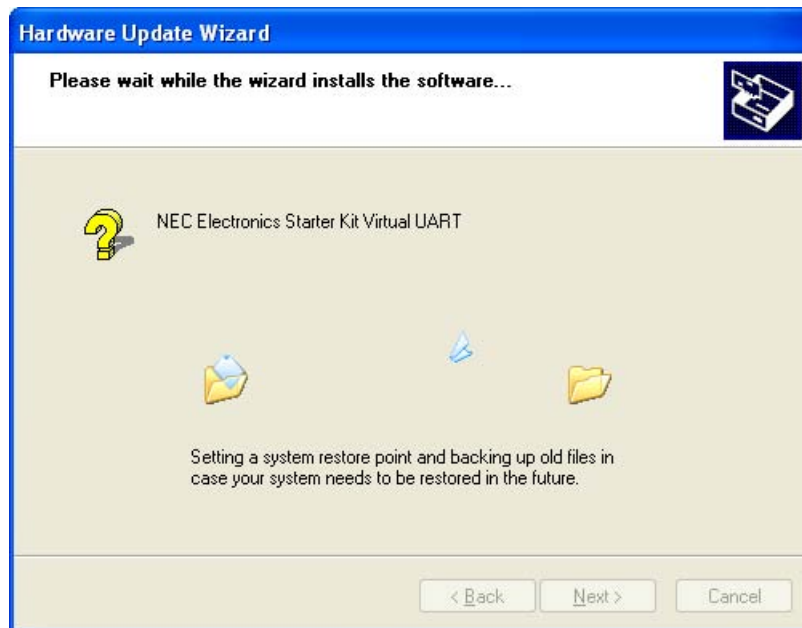 Hardware Update Wizard
Please wait while the wizard installs the software...
NEC Electronics Starter Kit Virtual UART
Setting a system restore point and backing up old files in
case your system needs to be restored in the future.
< Back
Next >
Cancel